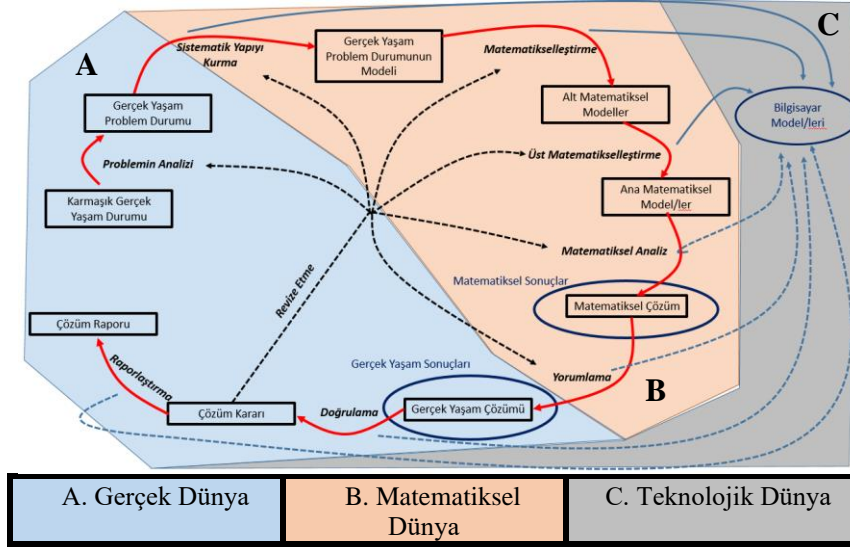 A
Sistematik Yapıyı
Kurma
Gerçek Yaşam
Problem Durumunun
Modeli
Matematikselleştirme
C
Gerçek Yaşam
Problem Durumu
Alt Matematiksel
Modeller
Bilgisayar
Model/leri
Problemin Analizi
Üst Matematikselleştirme
Karmaşık Gerçek
Yaşam Durumu
Ana Matematiksel
Model/ler
Matematiksel Analiz
Revize Etme
Matematiksel Sonuçlar
Matematiksel Çözüm
Çözüm Raporu
Raporlaştırma
Gerçek Yaşam Sonuçları
Yorumlama
B
Çözüm Kararı
Doğrulama
Gerçek Yaşam Çözümü
A. Gerçek Dünya
B. Matematiksel
Dünya
C. Teknolojik Dünya